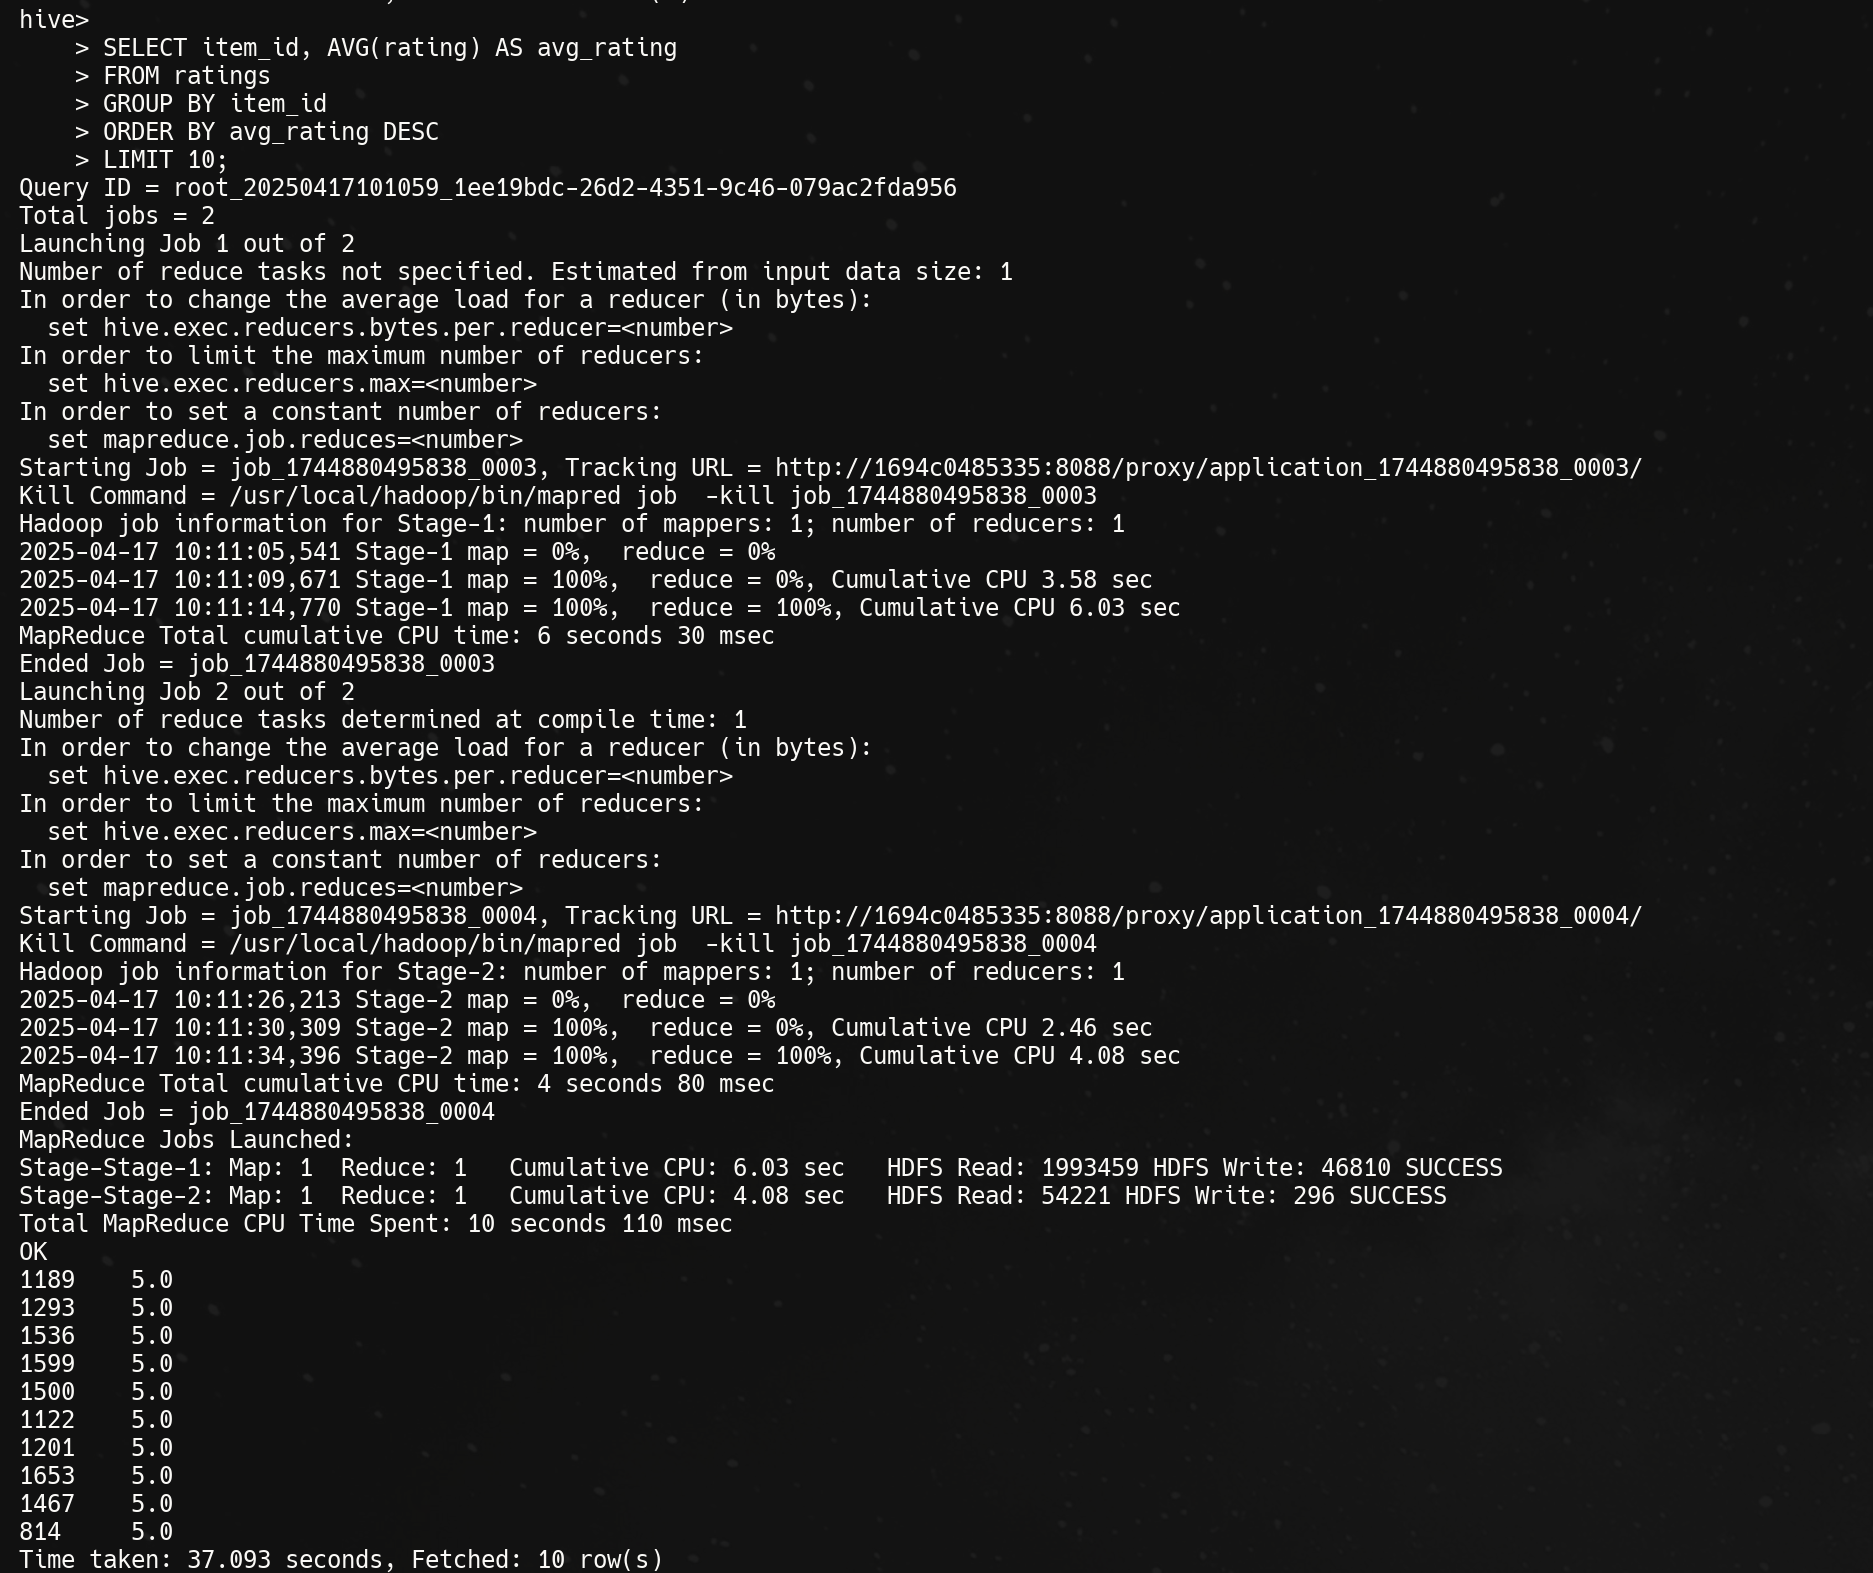 hive>
    > SELECT item_id, AVG(rating) AS avg_rating
    > FROM ratings
    > GROUP BY item_id
    > ORDER BY avg_rating DESC
    > LIMIT 10;
Query ID = root_20250417101059_1ee19bdc-26d2-4351-9c46-079ac2fda956
Total jobs = 2
Launching Job 1 out of 2
Number of reduce tasks not specified. Estimated from input data size: 1
In order to change the average load for a reducer (in bytes):
  set hive.exec.reducers.bytes.per.reducer=<number>
In order to limit the maximum number of reducers:
  set hive.exec.reducers.max=<number>
In order to set a constant number of reducers:
  set mapreduce.job.reduces=<number>
Starting Job = job_1744880495838_0003, Tracking URL = http://1694c0485335:8088/proxy/application_1744880495838_0003/
Kill Command = /usr/local/hadoop/bin/mapred job  -kill job_1744880495838_0003
Hadoop job information for Stage-1: number of mappers: 1; number of reducers: 1
2025-04-17 10:11:05,541 Stage-1 map = 0%,  reduce = 0%
2025-04-17 10:11:09,671 Stage-1 map = 100%,  reduce = 0%, Cumulative CPU 3.58 sec
2025-04-17 10:11:14,770 Stage-1 map = 100%,  reduce = 100%, Cumulative CPU 6.03 sec
MapReduce Total cumulative CPU time: 6 seconds 30 msec
Ended Job = job_1744880495838_0003
Launching Job 2 out of 2
Number of reduce tasks determined at compile time: 1
In order to change the average load for a reducer (in bytes):
  set hive.exec.reducers.bytes.per.reducer=<number>
In order to limit the maximum number of reducers:
  set hive.exec.reducers.max=<number>
In order to set a constant number of reducers:
  set mapreduce.job.reduces=<number>
Starting Job = job_1744880495838_0004, Tracking URL = http://1694c0485335:8088/proxy/application_1744880495838_0004/
Kill Command = /usr/local/hadoop/bin/mapred job  -kill job_1744880495838_0004
Hadoop job information for Stage-2: number of mappers: 1; number of reducers: 1
2025-04-17 10:11:26,213 Stage-2 map = 0%,  reduce = 0%
2025-04-17 10:11:30,309 Stage-2 map = 100%,  reduce = 0%, Cumulative CPU 2.46 sec
2025-04-17 10:11:34,396 Stage-2 map = 100%,  reduce = 100%, Cumulative CPU 4.08 sec
MapReduce Total cumulative CPU time: 4 seconds 80 msec
Ended Job = job_1744880495838_0004
MapReduce Jobs Launched:
Stage-Stage-1: Map: 1  Reduce: 1   Cumulative CPU: 6.03 sec   HDFS Read: 1993459 HDFS Write: 46810 SUCCESS
Stage-Stage-2: Map: 1  Reduce: 1   Cumulative CPU: 4.08 sec   HDFS Read: 54221 HDFS Write: 296 SUCCESS
Total MapReduce CPU Time Spent: 10 seconds 110 msec
OK
1189    5.0
1293    5.0
1536    5.0
1599    5.0
1500    5.0
1122    5.0
1201    5.0
1653    5.0
1467    5.0
814     5.0
Time taken: 37.093 seconds, Fetched: 10 row(s)